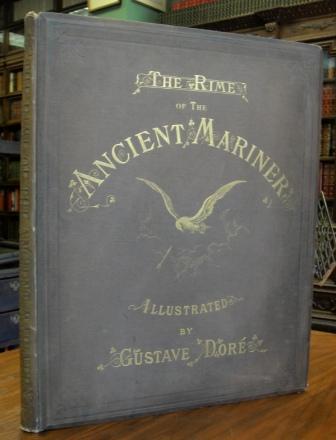 THE RIME
OF THE
ANCIENT MARINER
ILLUSTRATED
BY
GUSTAVE DORÉ